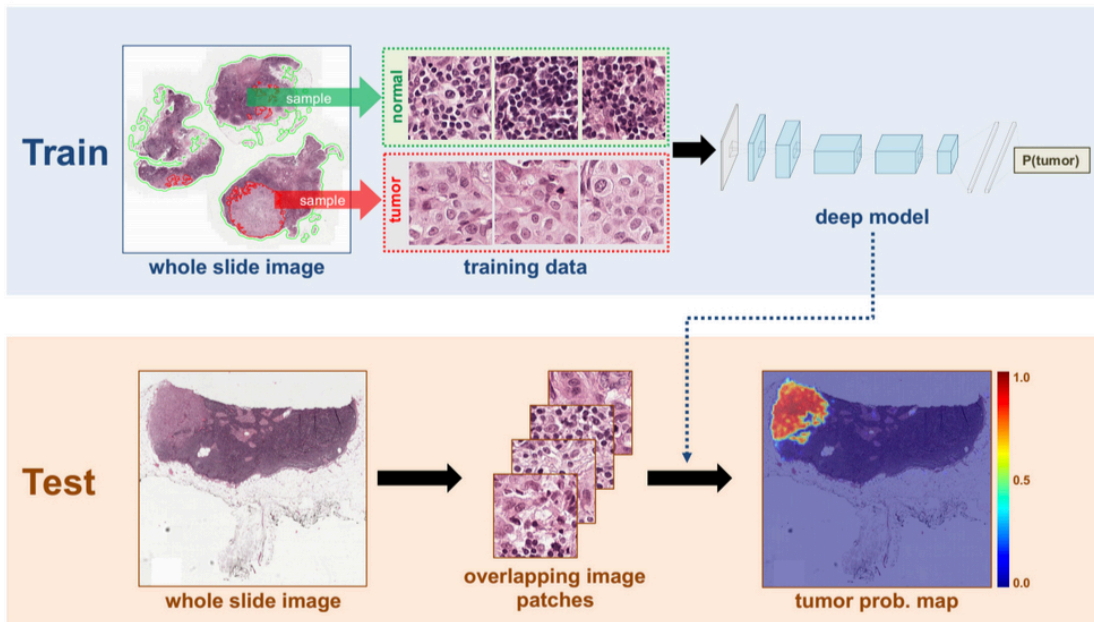 Train
sample
sample
normal
tumor
whole slide image
training data
deep model
P(tumor)
Test
whole slide image
overlapping image
patches
1.0
0.5
0.0
tumor prob. map